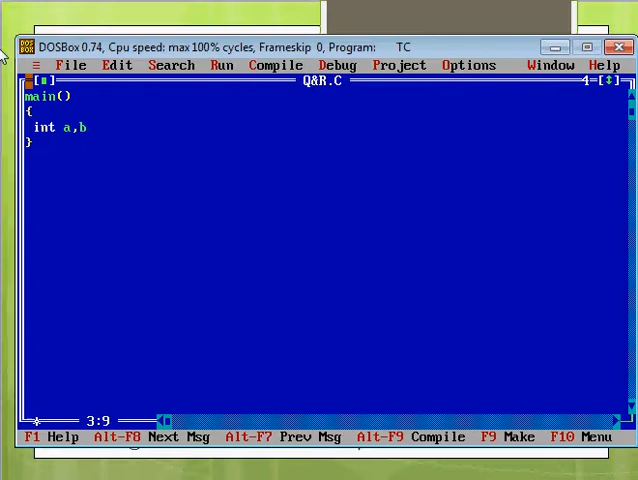 DOSBox 0.74, Cpu speed: max 100% cycles, Frameskip 0, Program: TC
≡ File Edit Search Run Compile Debug Project Options Window Help
[■] Q&R.C 4=[↕]
main()
{
int a,b
}
3:9
F1 Help Alt-F8 Next Msg Alt-F7 Prev Msg Alt-F9 Compile F9 Make F10 Menu